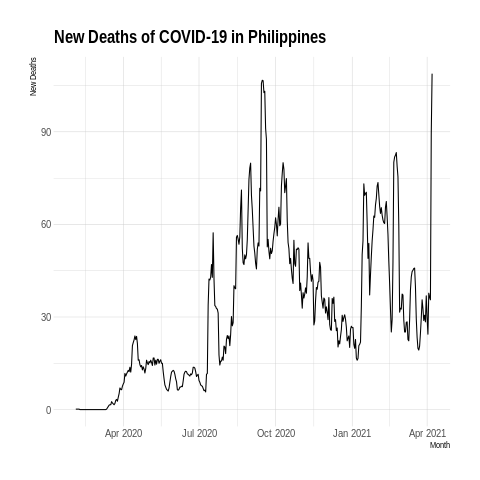 New Deaths of COVID-19 in Philippines
New Deaths
90
60
30
0
Apr 2020 Jul 2020 Oct 2020 Jan 2021 Apr 2021
Month